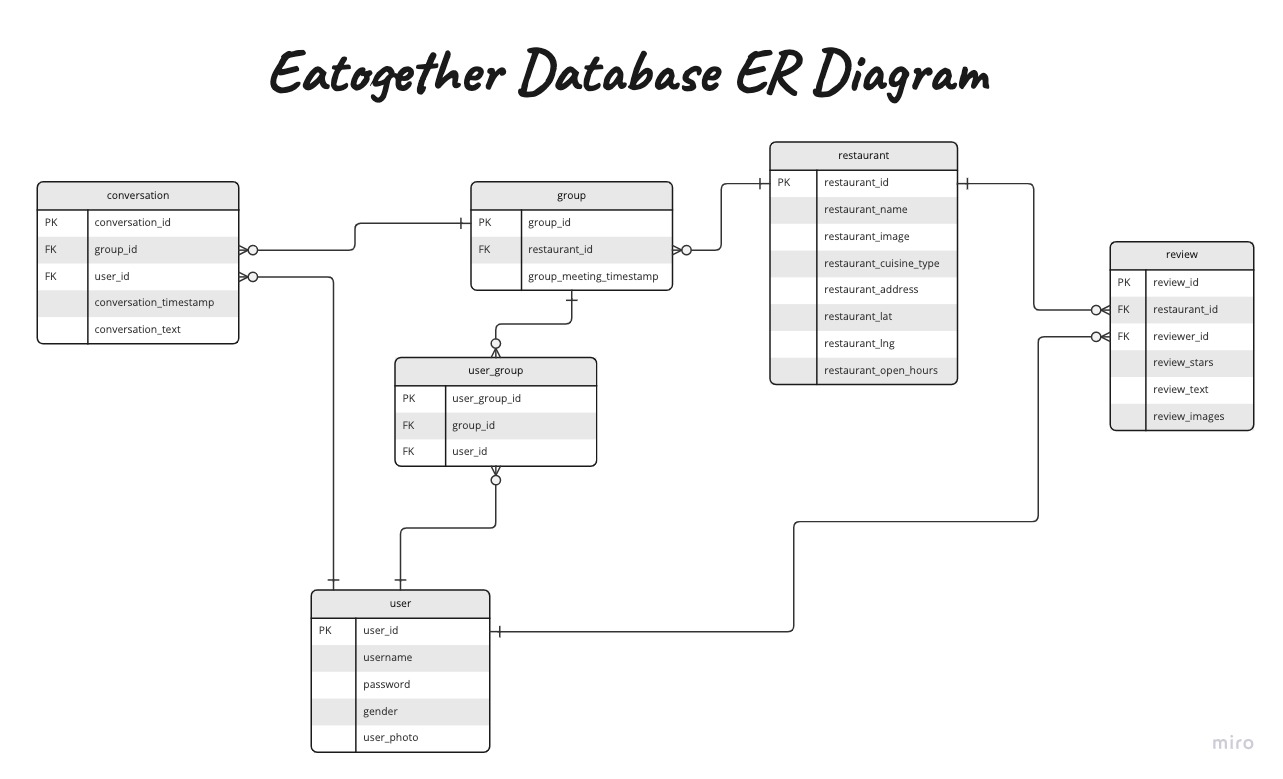 Eatogether Database ER Diagram
conversation
PK conversation_id
FK group_id
FK user_id
conversation_timestamp
conversation_text
group
PK group_id
FK restaurant_id
group_meeting_timestamp
restaurant
PK restaurant_id
restaurant_name
restaurant_image
restaurant_cuisine_type
restaurant_address
restaurant_lat
restaurant_lng
restaurant_open_hours
review
PK review_id
FK restaurant_id
FK reviewer_id
review_stars
review_text
review_images
user_group
PK user_group_id
FK group_id
FK user_id
user
PK user_id
username
password
gender
user_photo
miro